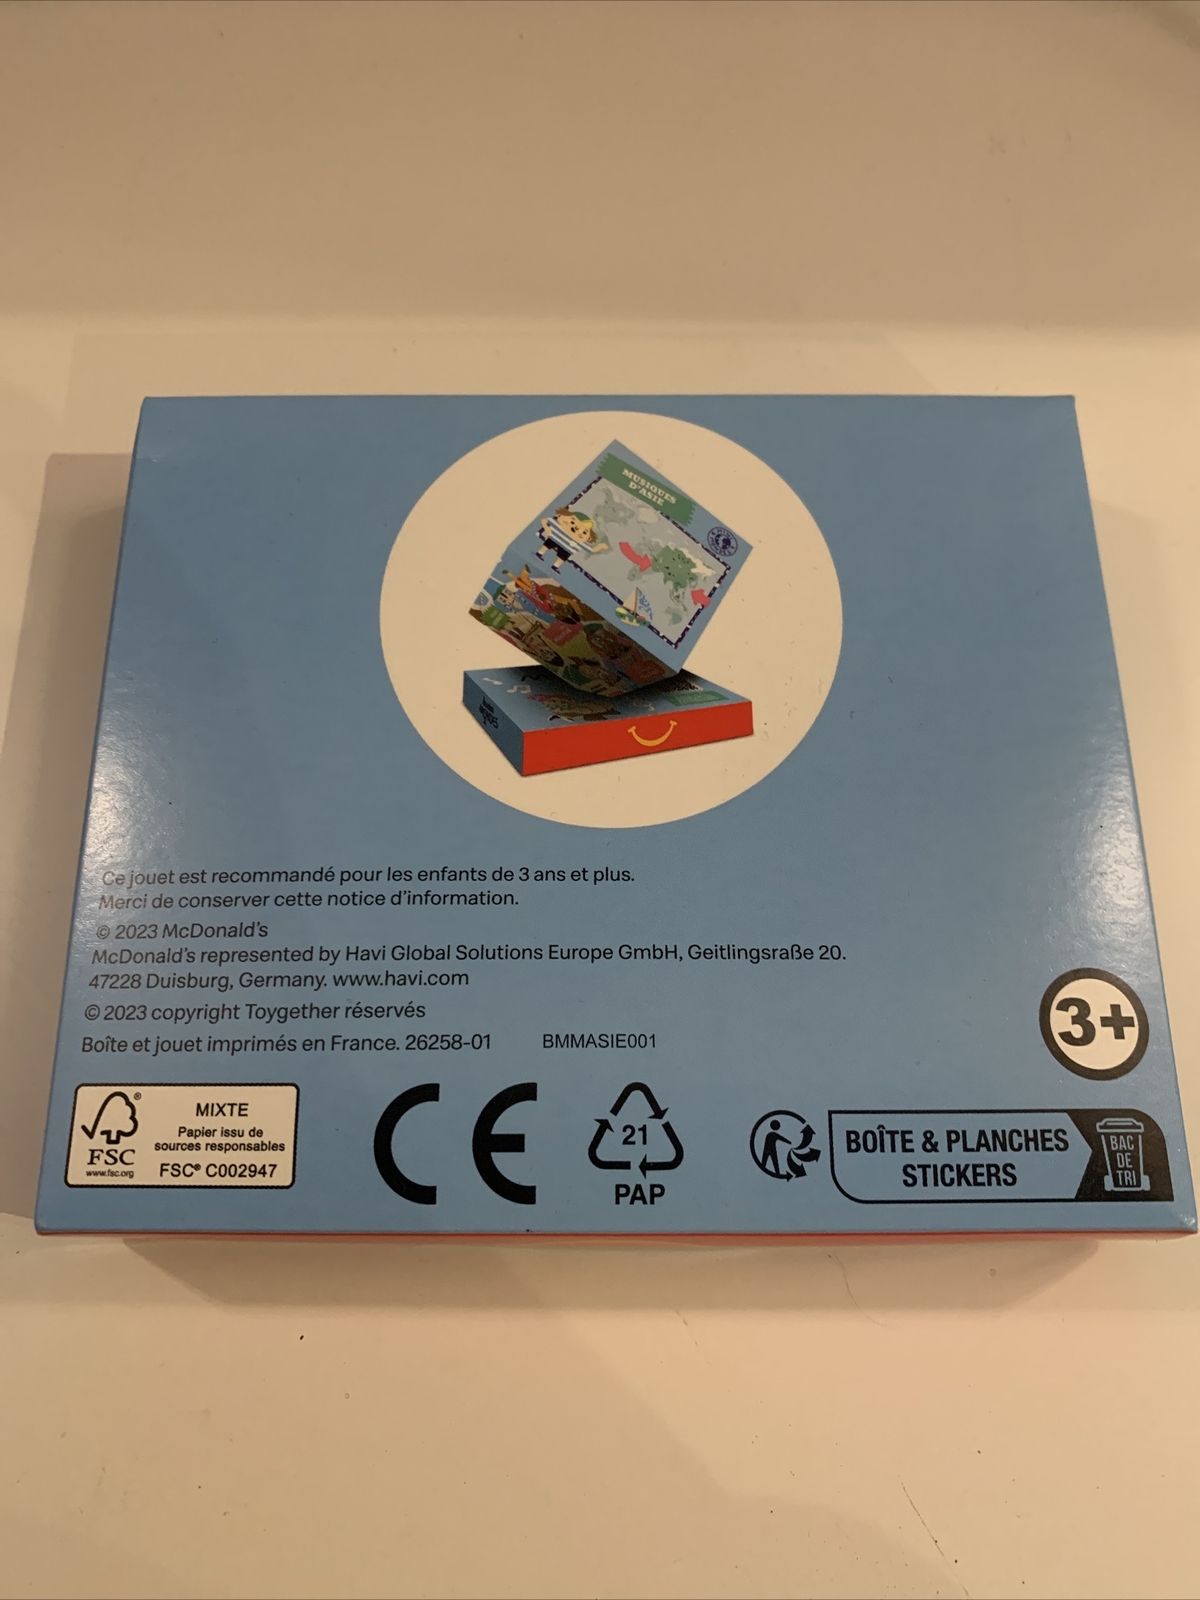 MUSIQUES
D'ASIE
Ce jouet est recommandé pour les enfants de 3 ans et plus.
Merci de conserver cette notice d'information.
© 2023 McDonald's
McDonald's represented by Havi Global Solutions Europe GmbH, Geitlingsraße 20.
47228 Duisburg, Germany. www.havi.com
© 2023 copyright Toygether réservés
Boîte et jouet imprimés en France. 26258-01 BMMASIE001
3+
®
FSC
www.fsc.org
MIXTE
Papier issu de
sources responsables
FSC® C002947
CE
21
PAP
BOÎTE & PLANCHES
STICKERS
BAC
DE
TRI